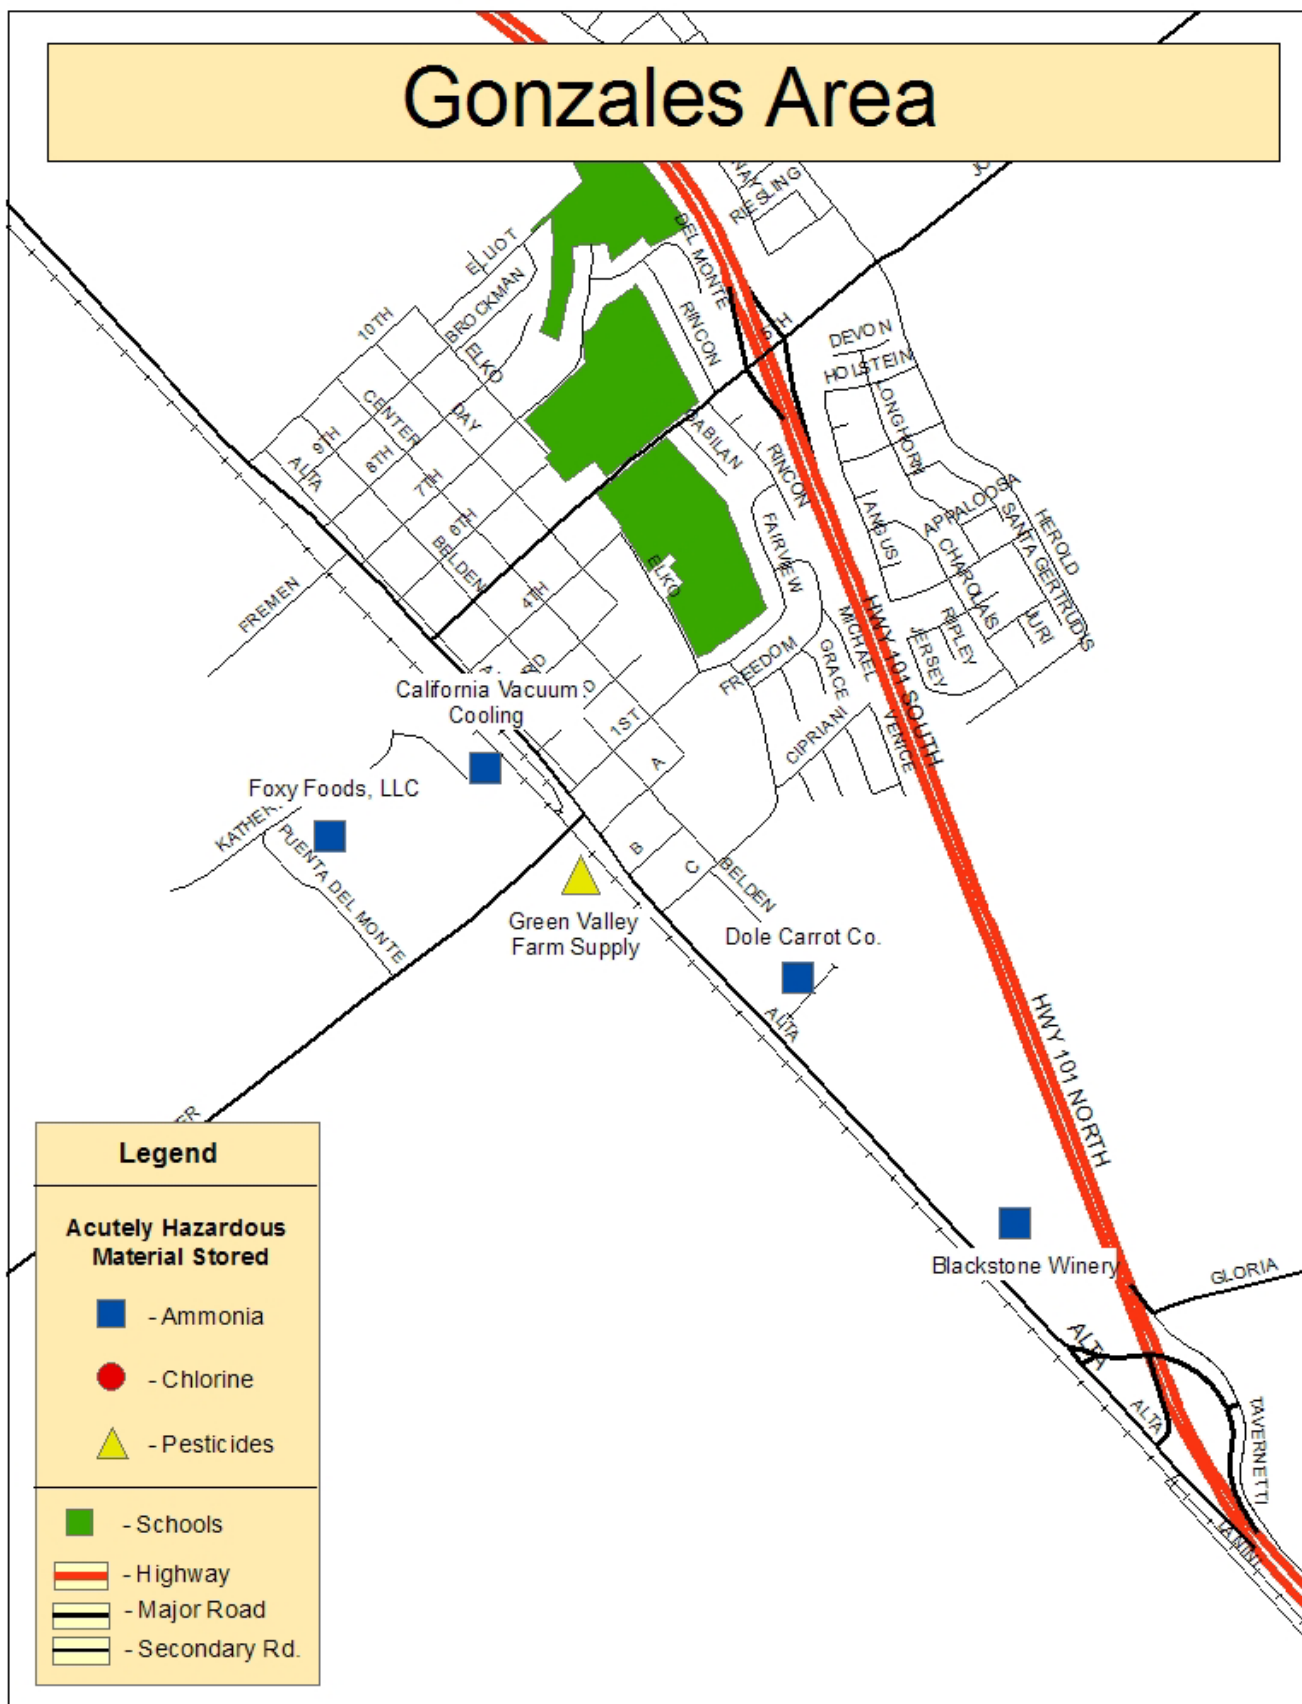 Gonzales Area
RIESLING
DEL MONTE
ELLIOT
BROCKMAN
RINCON
10TH
5TH
DEVON
ELKO
HOLSTEIN
CENTER
DAY
LONGHORN
9TH
GABILAN
8TH
RINCON
ALTA
7TH
APPALOOSA
6TH
FAIRVIEW
ANGUS
SANTA GERTRUDIS
HEROLD
BELDEN
CHAROLAIS
ELKO
4TH
FREMEN
HWY 101 SOUTH
MICHAEL
RIPLEY
JURI
JERSEY
FREEDOM
GRACE
California Vacuum
Cooling
1ST
CIPRIANI
VENICE
A
Foxy Foods, LLC
KATHER
PUENTA DEL MONTE
B
C
BELDEN
Green Valley
Farm Supply
Dole Carrot Co.
ALTA
HWY 101 NORTH
Blackstone Winery
GLORIA
ALTA
ALTA
TAVERNETTI
Legend
Acutely Hazardous
Material Stored
- Ammonia
- Chlorine
- Pesticides
- Schools
- Highway
- Major Road
- Secondary Rd.